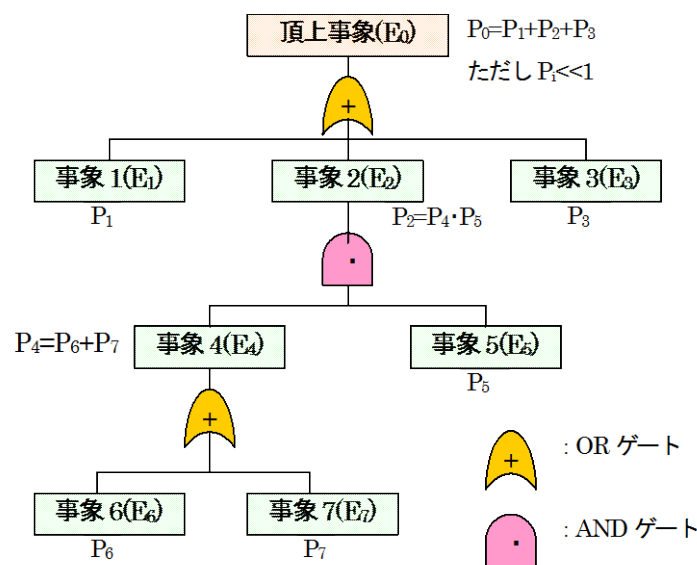 頂上事象(E₀)
P₀=P₁+P₂+P₃
ただし Pᵢ<<1
+
事象 1(E₁)
事象 2(E₂)
事象 3(E₃)
P₁
P₂=P₄·P₅
P₃
·
P₄=P₆+P₇
事象 4(E₄)
事象 5(E₅)
P₅
+
事象 6(E₆)
事象 7(E₇)
P₆
P₇
+
: OR ゲート
·
: AND ゲート